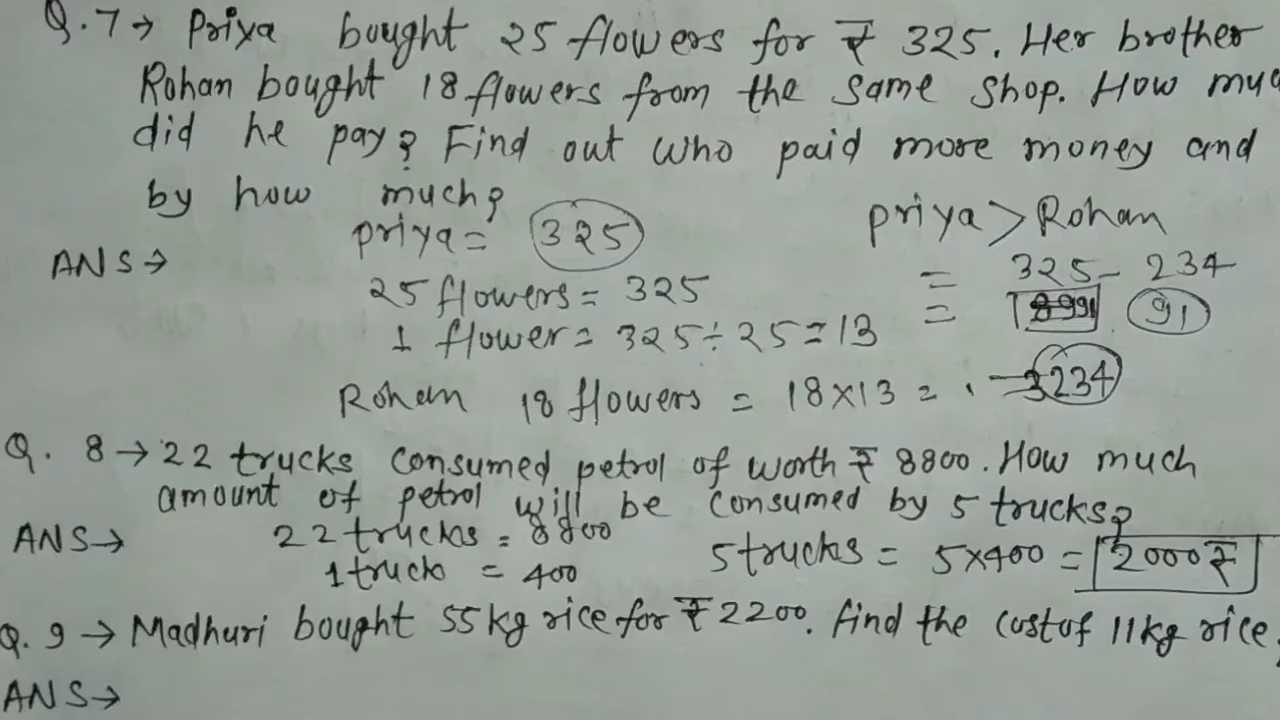 Q.7→ Priya bought 25 flowers for ₹ 325. Her brother
Rohan bought 18 flowers from the same shop. How muc
did he pay? Find out who paid more money and
by how much?
ANS→ priya= 325
25 flowers = 325
1 flower = 325÷25=13
Rohan 18 flowers = 18×13 = 234
priya>Rohan
= 325- 234
= 91
Q. 8→22 trucks consumed petrol of worth ₹ 8800. How much
amount of petrol will be consumed by 5 trucks?
ANS→ 22 trucks = 8800
1 truck = 400
5 trucks = 5×400 = 2000₹
Q. 9→ Madhuri bought 55kg rice for ₹2200. find the cost of 11kg rice.
ANS→